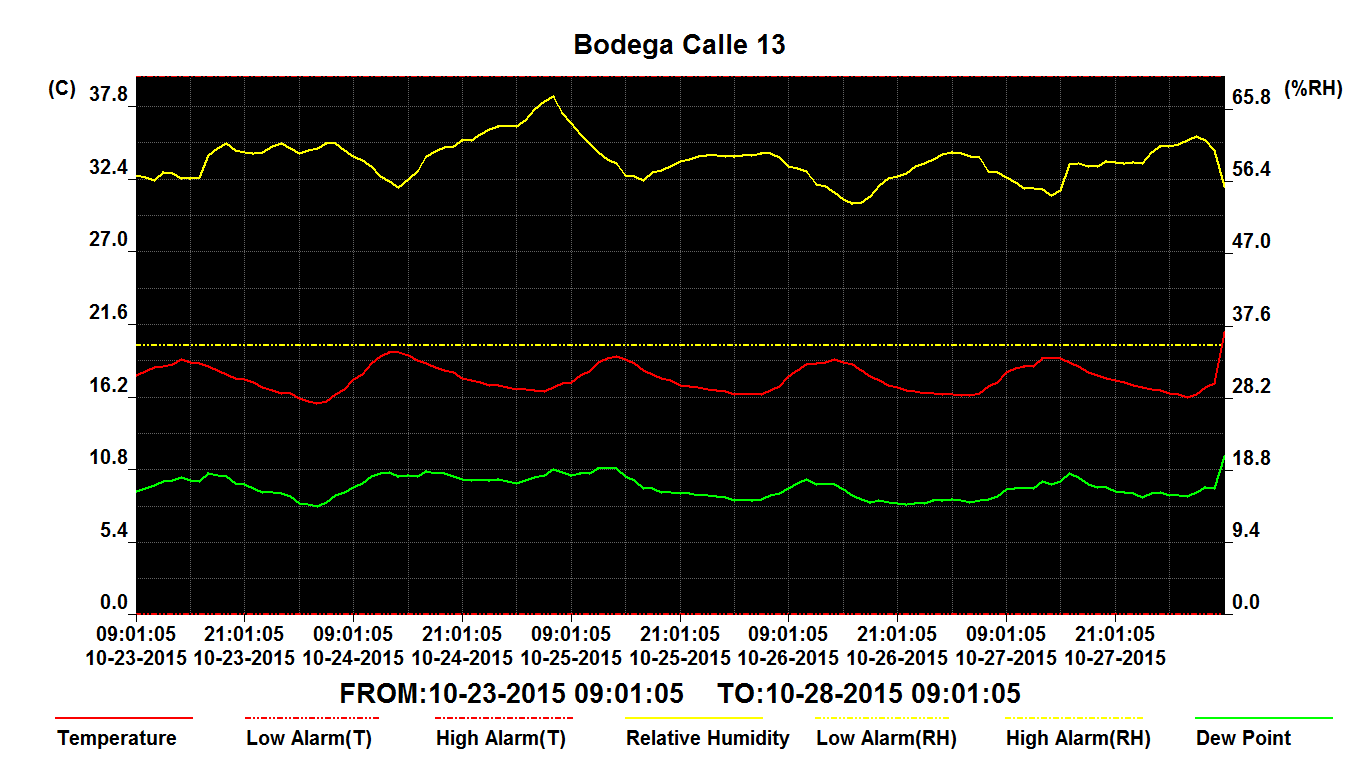 Bodega Calle 13
(C) 37.8 65.8 (%RH)
32.4 56.4
27.0 47.0
21.6 37.6
16.2 28.2
10.8 18.8
5.4 9.4
0.0 0.0
09:01:05 21:01:05 09:01:05 21:01:05 09:01:05 21:01:05 09:01:05 21:01:05 09:01:05 21:01:05
10-23-2015 10-23-2015 10-24-2015 10-24-2015 10-25-2015 10-25-2015 10-26-2015 10-26-2015 10-27-2015 10-27-2015
FROM:10-23-2015 09:01:05 TO:10-28-2015 09:01:05
Temperature Low Alarm(T) High Alarm(T) Relative Humidity Low Alarm(RH) High Alarm(RH) Dew Point